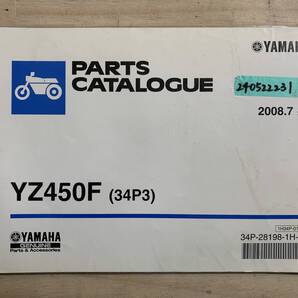 PARTS
CATALOGUE
YAMAHA
240522231
2008.7
YZ450F (34P3)
YAMAHA
GENUINE
Parts & Accessories
34P-28198-1H-